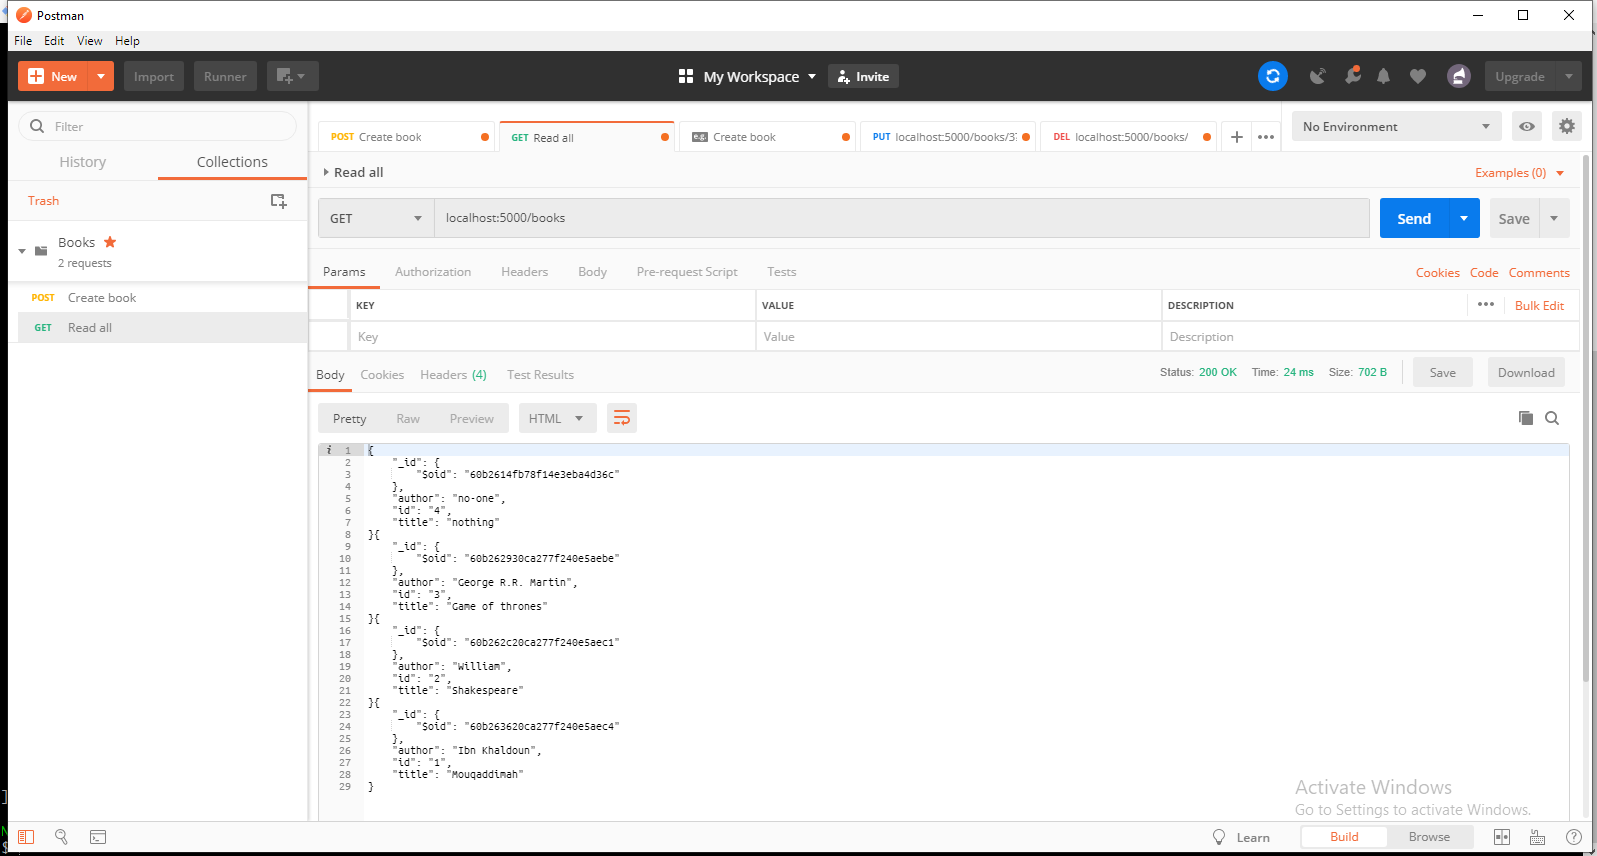 Postman
File Edit View Help
New Import Runner My Workspace Invite Upgrade
Filter
History Collections
Trash
Books
2 requests
POST Create book
GET Read all
POST Create book GET Read all e.g. Create book PUT localhost:5000/books/3 DEL localhost:5000/books/ + ••• No Environment
Read all Examples (0)
GET localhost:5000/books Send Save
Params Authorization Headers Body Pre-request Script Tests Cookies Code Comments
KEY VALUE DESCRIPTION ••• Bulk Edit
Key Value Description
Body Cookies Headers (4) Test Results Status: 200 OK Time: 24 ms Size: 702 B Save Download
Pretty Raw Preview HTML
i 1 {
2 "_id": {
3 "$oid": "60b2614fb78f14e3eba4d36c"
4 },
5 "author": "no-one",
6 "id": "4",
7 "title": "nothing"
8 }{
9 "_id": {
10 "$oid": "60b262930ca277f240e5aebe"
11 },
12 "author": "George R.R. Martin",
13 "id": "3",
14 "title": "Game of thrones"
15 }{
16 "_id": {
17 "$oid": "60b262c20ca277f240e5aec1"
18 },
19 "author": "William",
20 "id": "2",
21 "title": "Shakespeare"
22 }{
23 "_id": {
24 "$oid": "60b263620ca277f240e5aec4"
25 },
26 "author": "Ibn Khaldoun",
27 "id": "1",
28 "title": "Mouqaddimah"
29 }
Activate Windows
Go to Settings to activate Windows.
Learn Build Browse